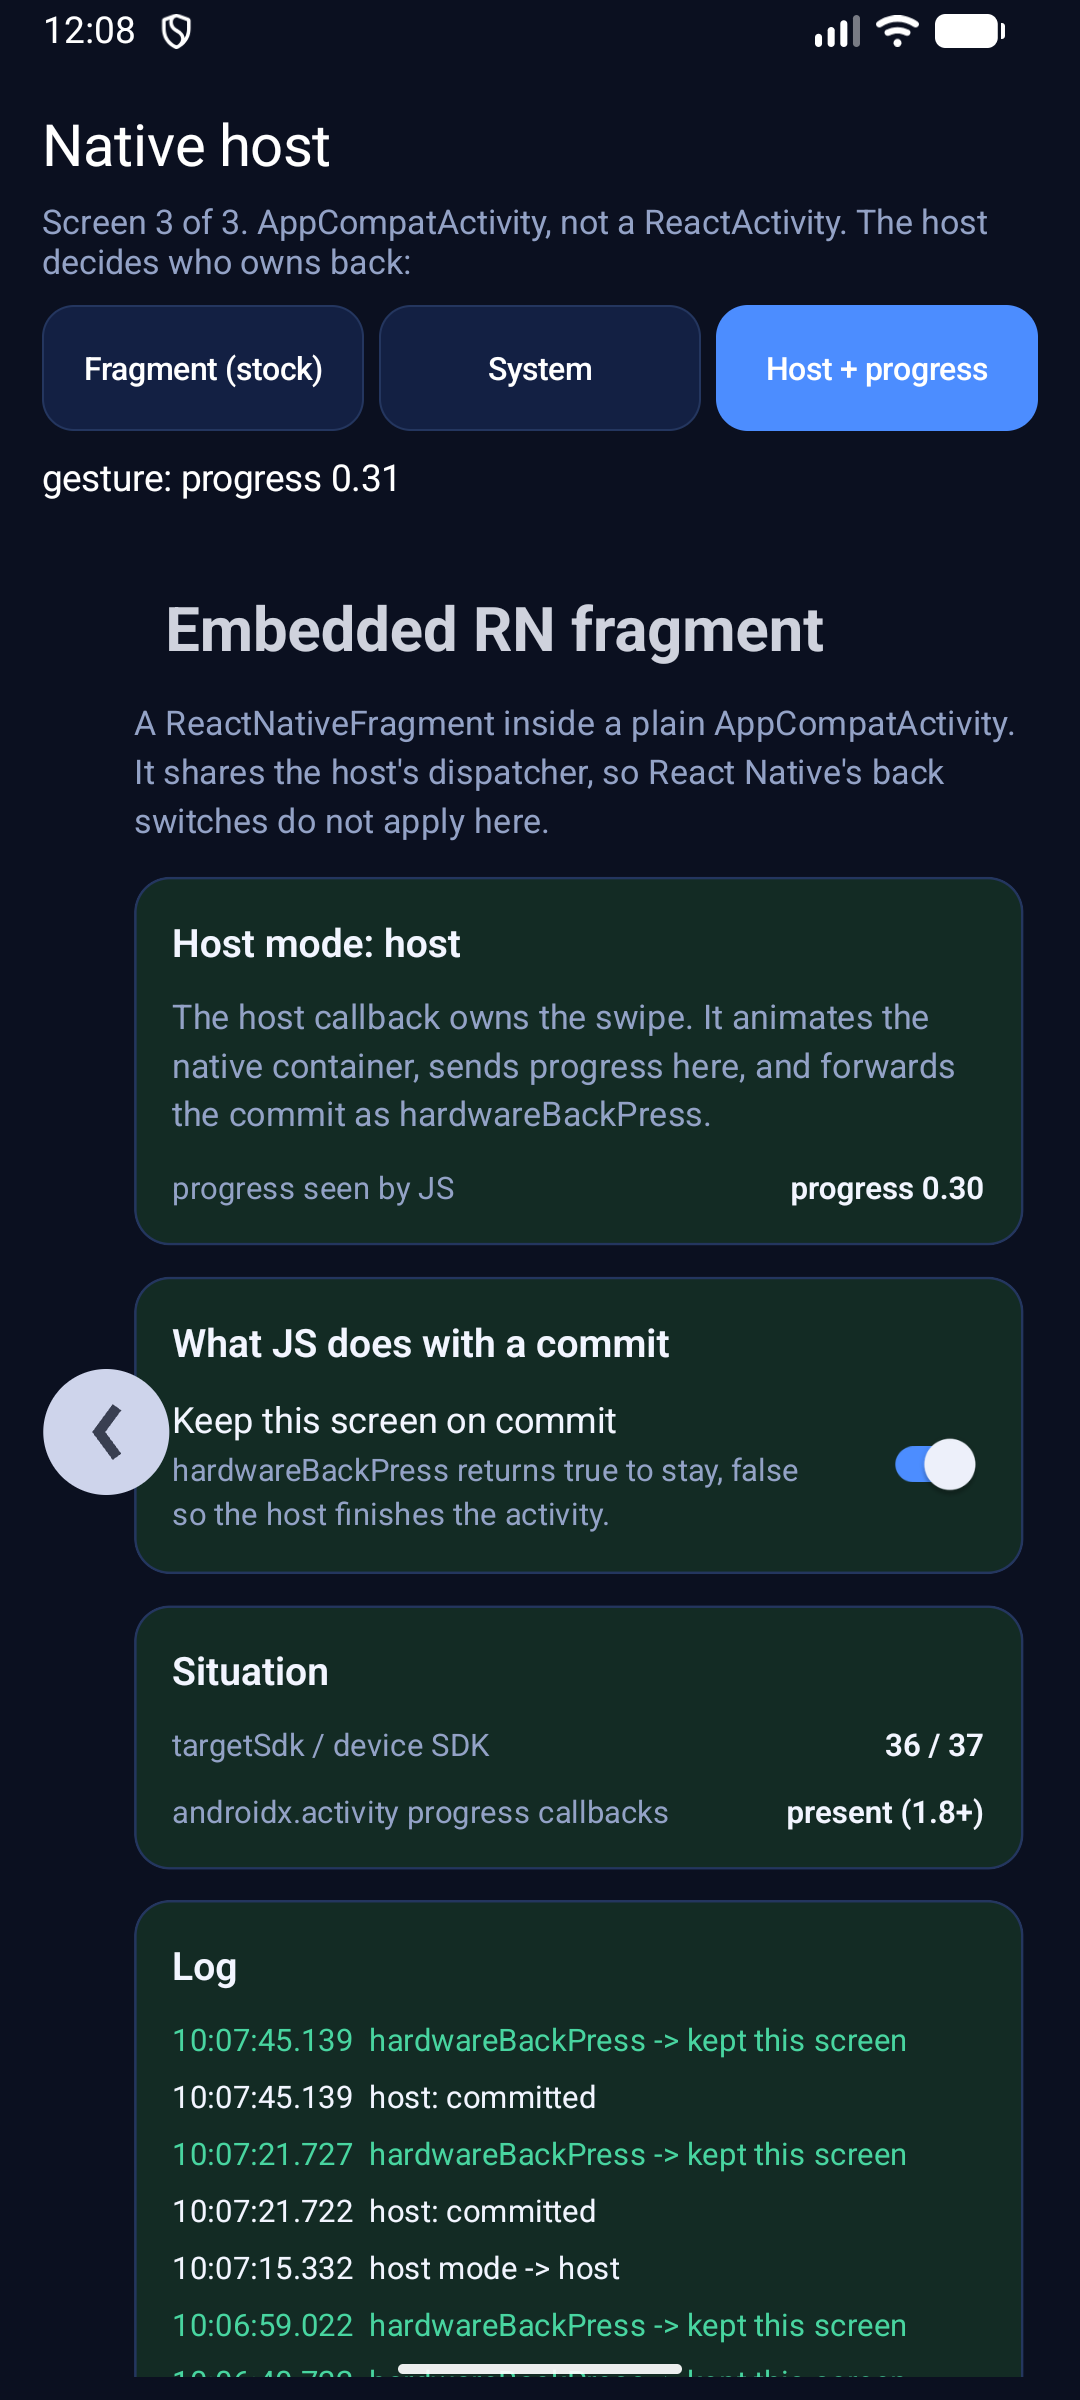 12:08
Native host
Screen 3 of 3. AppCompatActivity, not a ReactActivity. The host
decides who owns back:
Fragment (stock)
System
Host + progress
gesture: progress 0.31
Embedded RN fragment
A ReactNativeFragment inside a plain AppCompatActivity.
It shares the host's dispatcher, so React Native's back
switches do not apply here.
Host mode: host
The host callback owns the swipe. It animates the
native container, sends progress here, and forwards
the commit as hardwareBackPress.
progress seen by JS progress 0.30
What JS does with a commit
Keep this screen on commit
hardwareBackPress returns true to stay, false
so the host finishes the activity.
Situation
targetSdk / device SDK 36 / 37
androidx.activity progress callbacks present (1.8+)
Log
10:07:45.139 hardwareBackPress -> kept this screen
10:07:45.139 host: committed
10:07:21.727 hardwareBackPress -> kept this screen
10:07:21.722 host: committed
10:07:15.332 host mode -> host
10:06:59.022 hardwareBackPress -> kept this screen